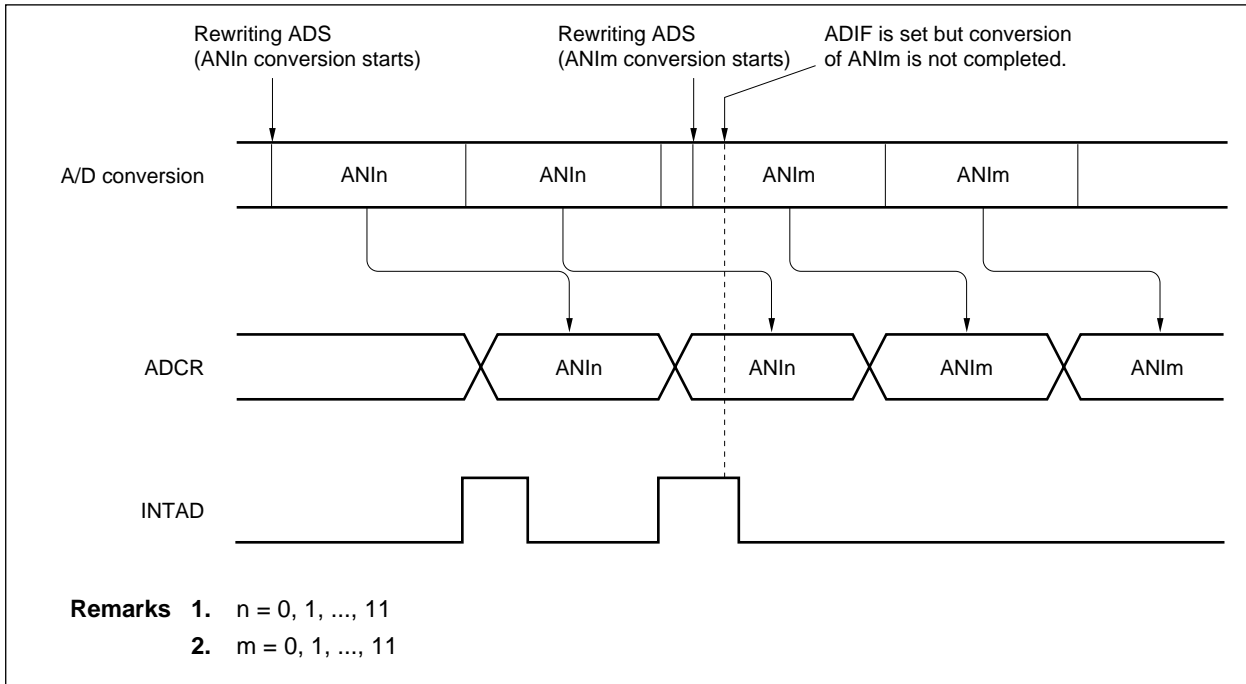 Rewriting ADS
(ANIn conversion starts)
Rewriting ADS
(ANIm conversion starts)
ADIF is set but conversion
of ANIm is not completed.
A/D conversion
ANIn
ANIn
ANIm
ANIm
ADCR
ANIn
ANIn
ANIm
ANIm
INTAD
Remarks 1. n = 0, 1, ..., 11
2. m = 0, 1, ..., 11